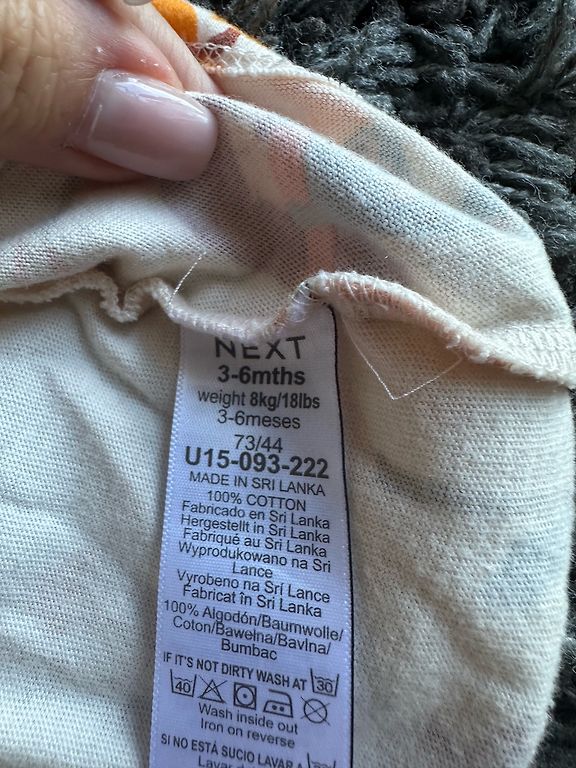 NEXT
3-6mths
weight 8kg/18lbs
3-6meses
73/44
U15-093-222
MADE IN SRI LANKA
100% COTTON
Fabricado en Sri Lanka
Hergestellt in Sri Lanka
Fabriqué au Sri Lanka
Wyprodukowano na Sri
Lance
Vyrobeno na Srí Lance
Fabricat în Sri Lanka
100% Algodón/Baumwolle/
Coton/Bawełna/Bavlna/
Bumbac
IF IT'S NOT DIRTY WASH AT 30
40
Wash inside out
Iron on reverse
SI NO ESTÁ SUCIO LAVAR A